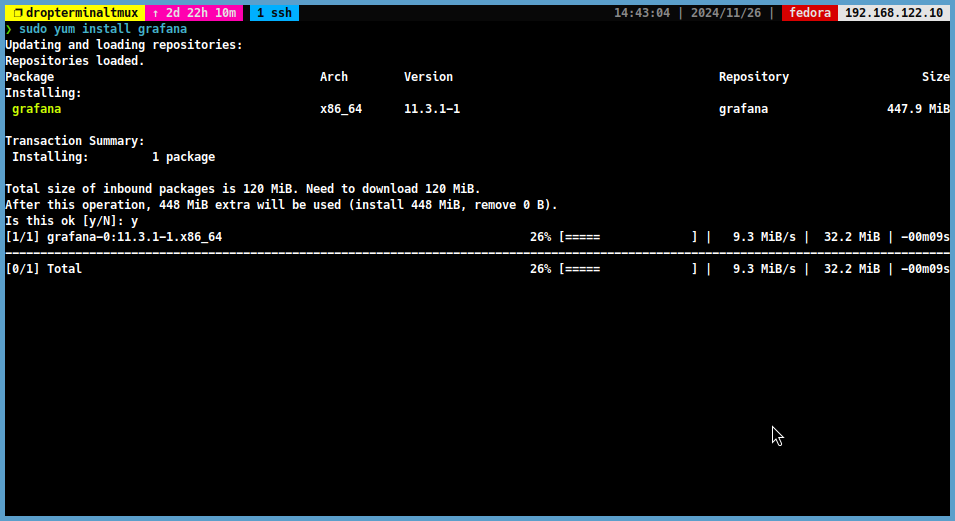 ❐ dropterminaltmux ↑ 2d 22h 10m 1 ssh 14:43:04 | 2024/11/26 | fedora 192.168.122.10
❯ sudo yum install grafana
Updating and loading repositories:
Repositories loaded.
Package Arch Version Repository Size
Installing:
grafana x86_64 11.3.1-1 grafana 447.9 MiB
Transaction Summary:
Installing: 1 package
Total size of inbound packages is 120 MiB. Need to download 120 MiB.
After this operation, 448 MiB extra will be used (install 448 MiB, remove 0 B).
Is this ok [y/N]: y
[1/1] grafana-0:11.3.1-1.x86_64 26% [===== ] | 9.3 MiB/s | 32.2 MiB | -00m09s
[0/1] Total 26% [===== ] | 9.3 MiB/s | 32.2 MiB | -00m09s